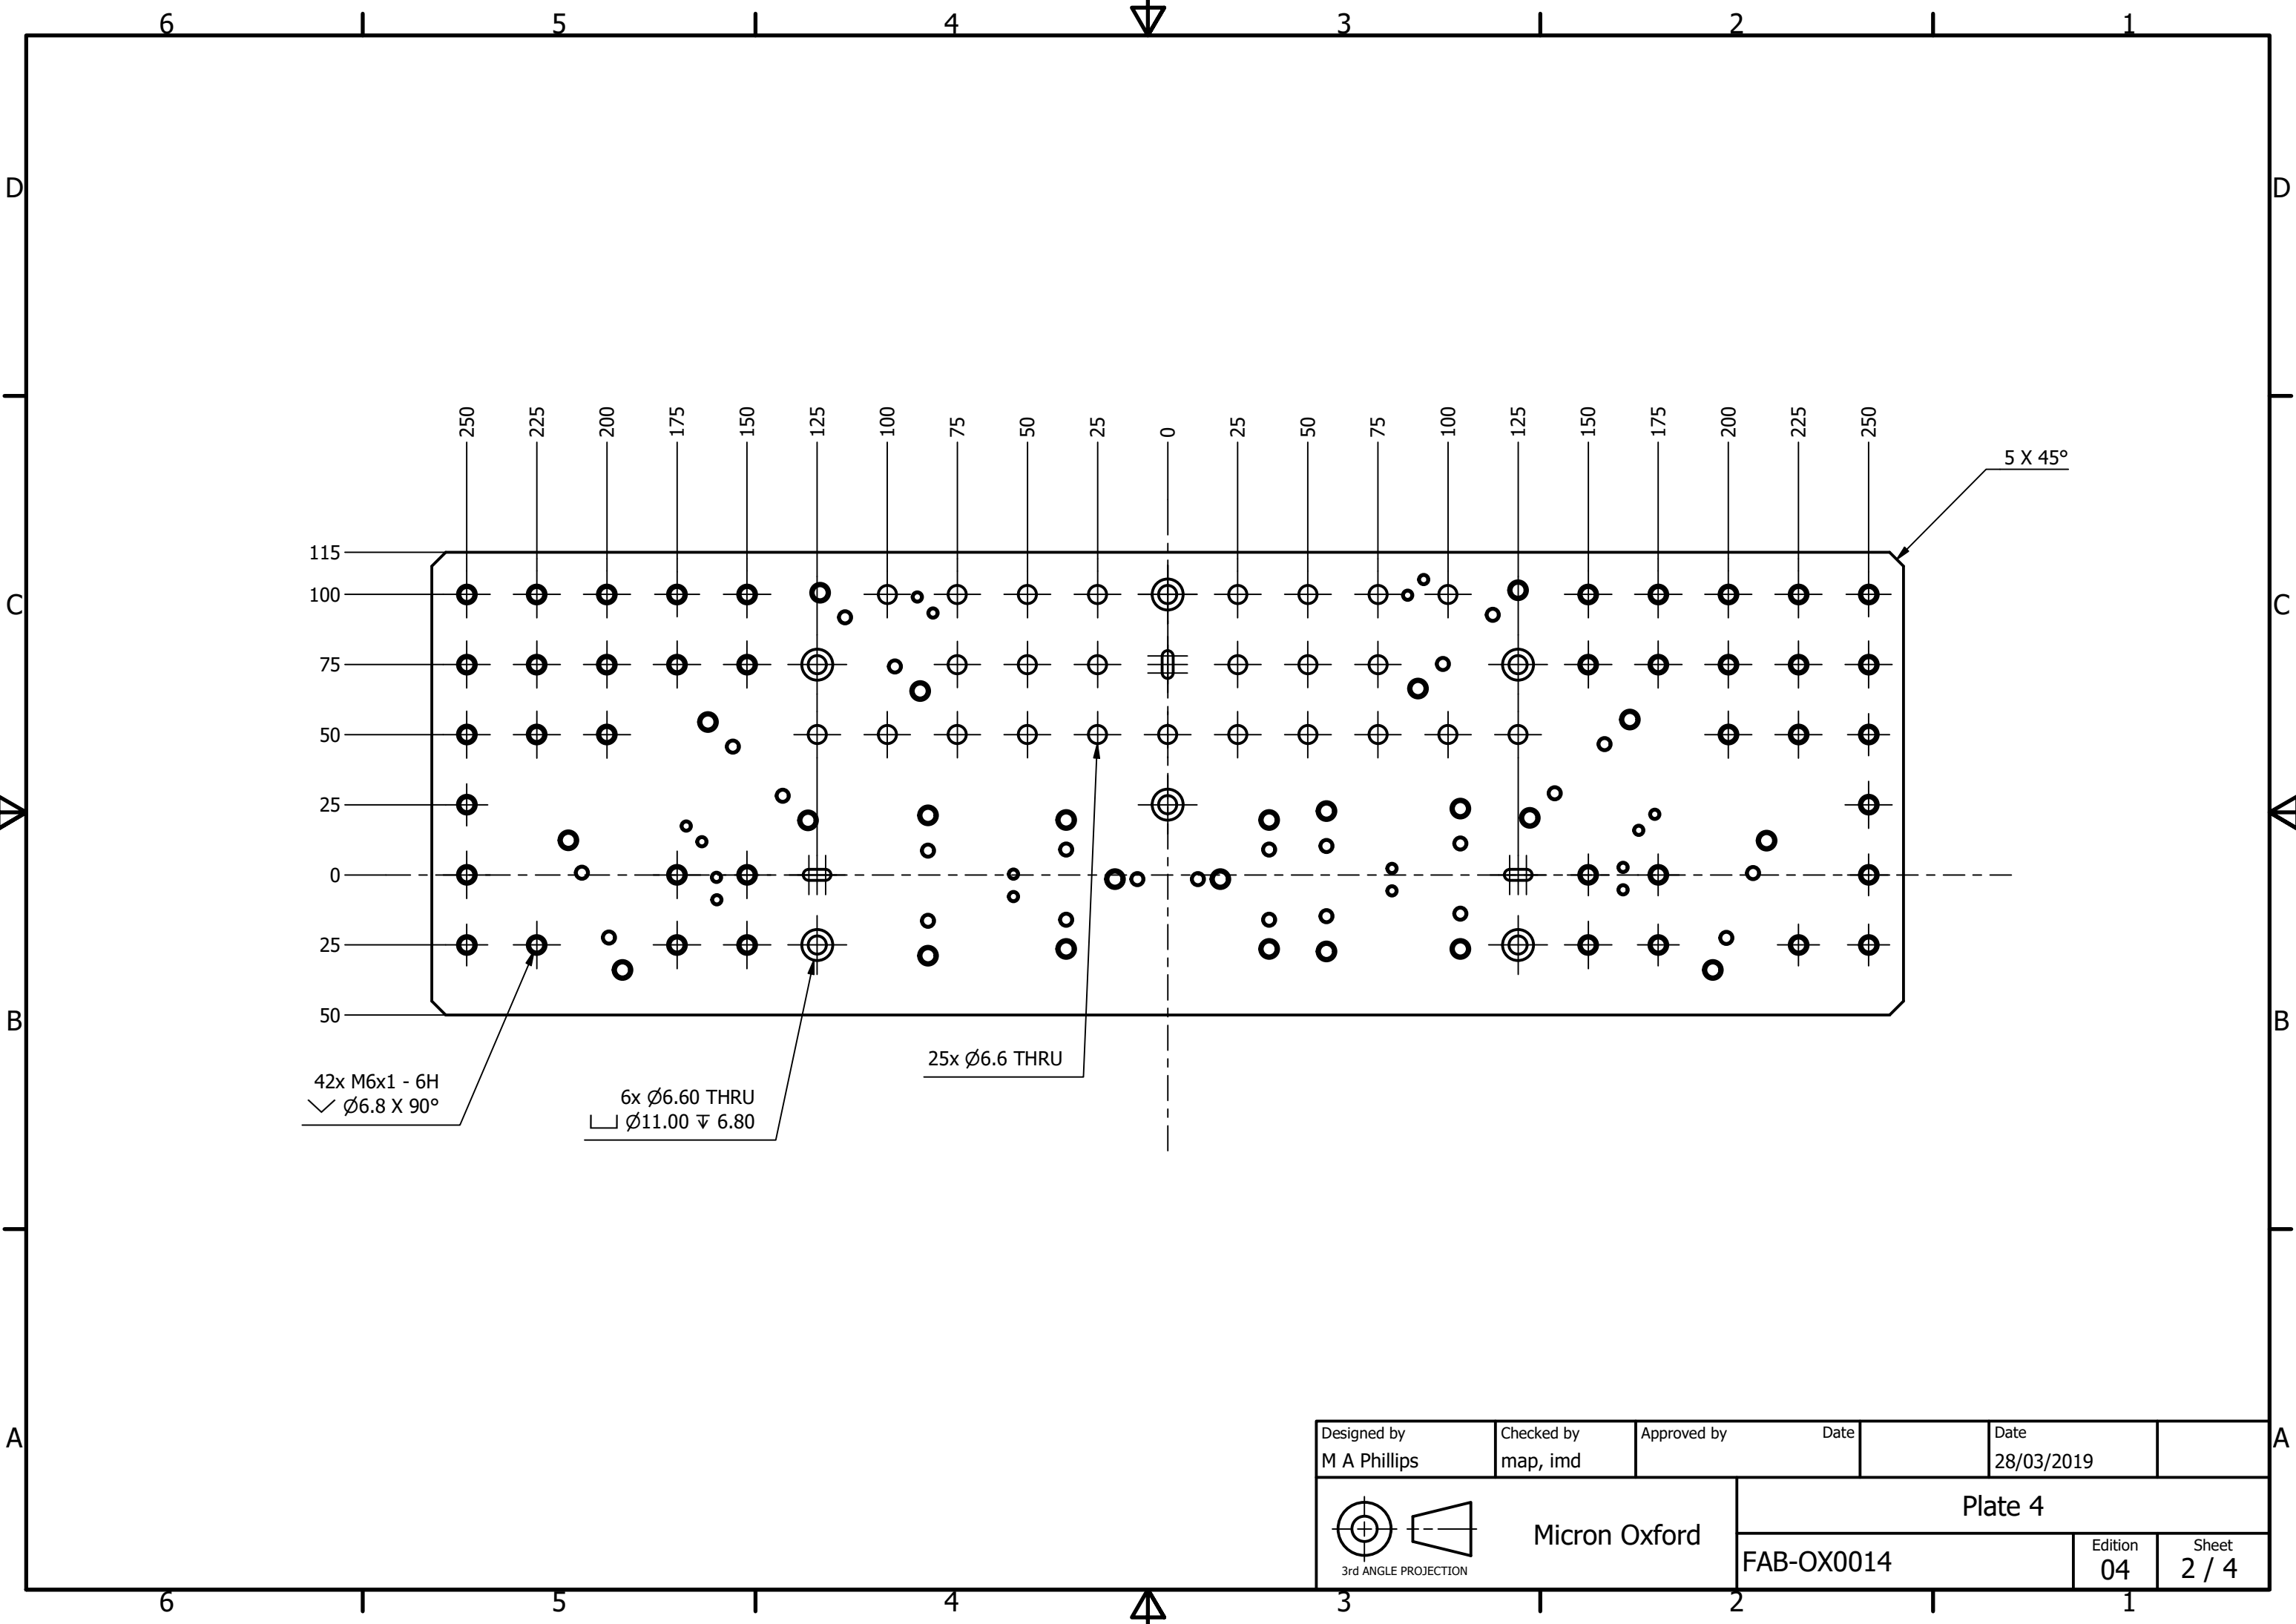 6 5 4 3 2 1
D D
250 225 200 175 150 125 100 75 50 25 0 25 50 75 100 125 150 175 200 225 250
5 X 45°
115
100
C C
75
50
25
0
25
50
B B
42x M6x1 - 6H
Ø6.8 X 90°
6x Ø6.60 THRU
Ø11.00 ↧ 6.80
25x Ø6.6 THRU
A A
Designed by
M A Phillips
Checked by
map, imd
Approved by Date
Date
28/03/2019
3rd ANGLE PROJECTION
Micron Oxford
Plate 4
FAB-OX0014
Edition
04
Sheet
2 / 4
6 5 4 3 2 1